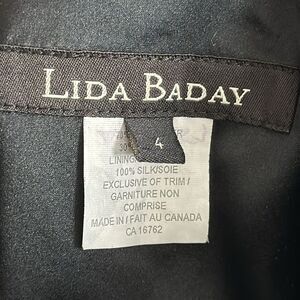 LIDA BADAY
4
LINING
100% SILK/SOIE
EXCLUSIVE OF TRIM /
GARNITURE NON
COMPRISE
MADE IN / FAIT AU CANADA
CA 16762